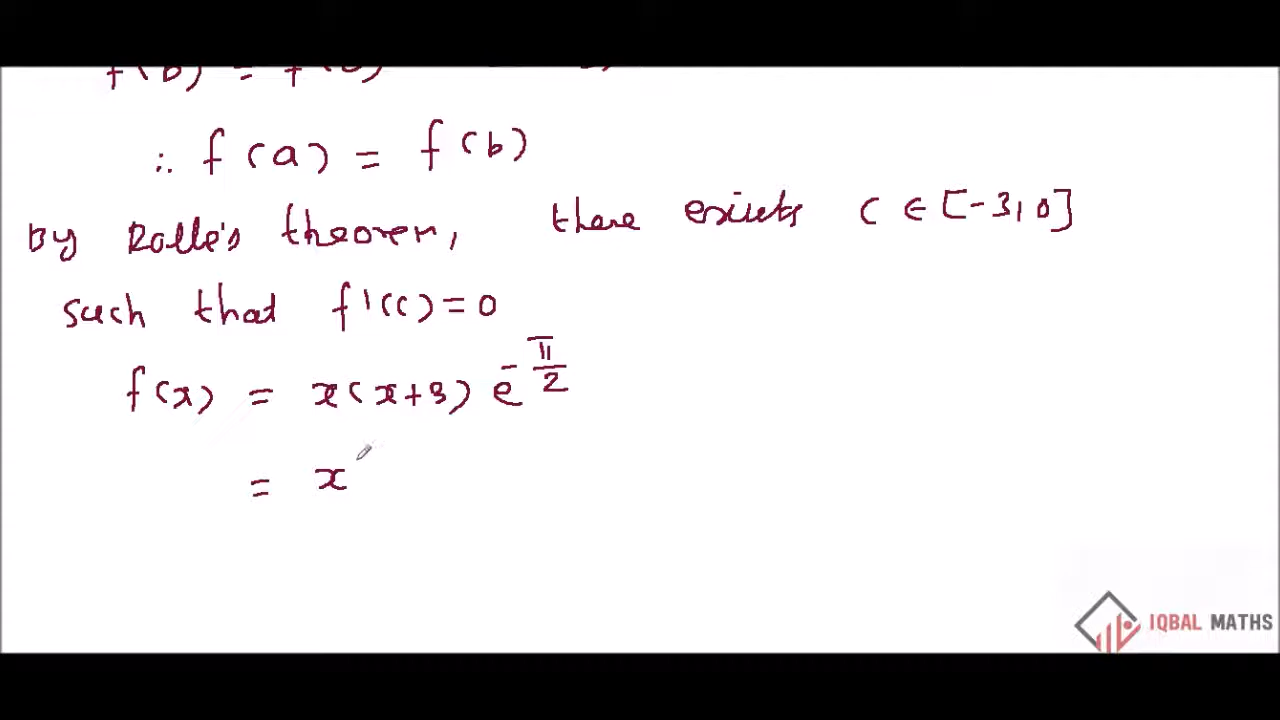 ∴ f(a) = f(b)
By Rolle's theorem, there exists c ∈ [-3, 0]
such that f'(c) = 0
f(x) = x(x+3) e^{-π/2}
= x
IQBAL MATHS